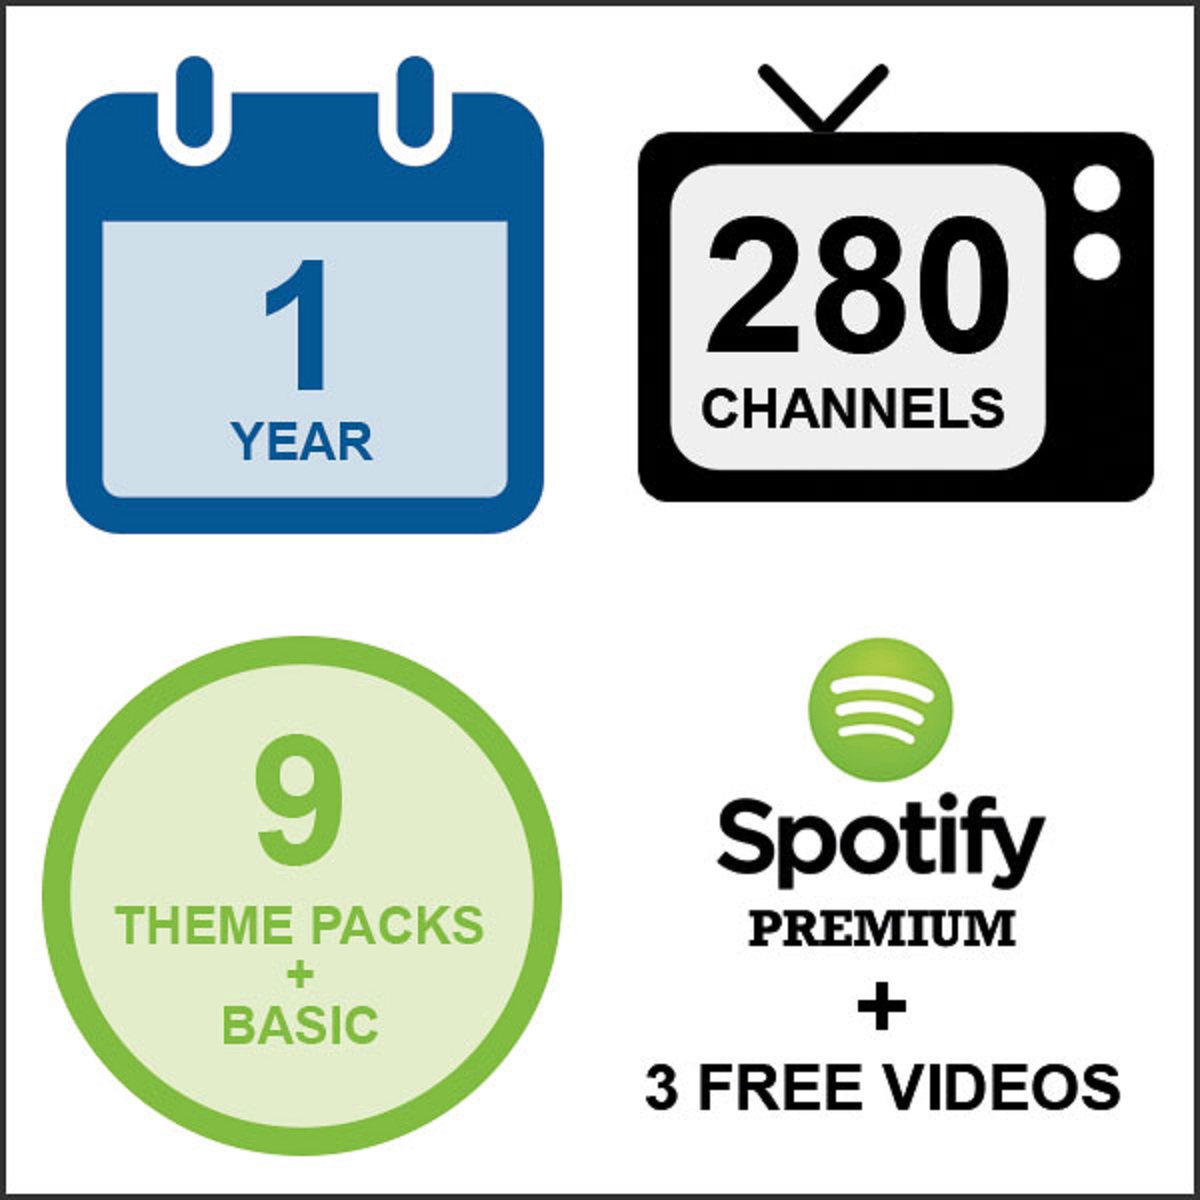 1
YEAR
280
CHANNELS
9
THEME PACKS
+
BASIC
Spotify
PREMIUM
+
3 FREE VIDEOS